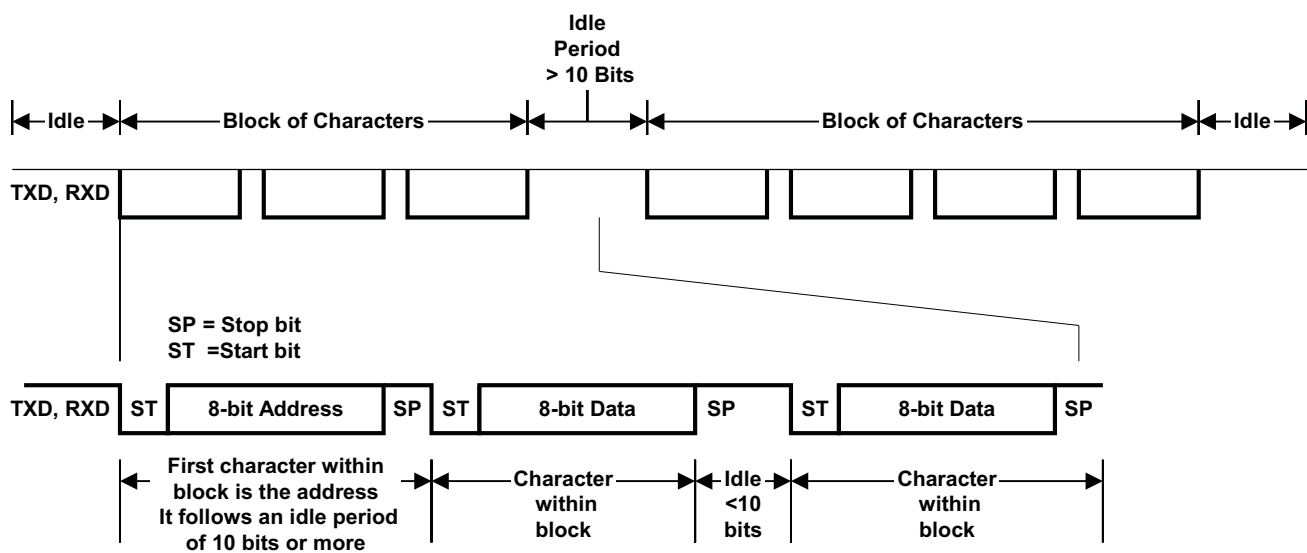 Idle
Period
> 10 Bits
Idle
Block of Characters
Block of Characters
Idle
TXD, RXD
SP = Stop bit
ST =Start bit
TXD, RXD
ST
8-bit Address
SP
ST
8-bit Data
SP
ST
8-bit Data
SP
First character within
block is the address
It follows an idle period
of 10 bits or more
Character
within
block
Idle
<10
bits
Character
within
block